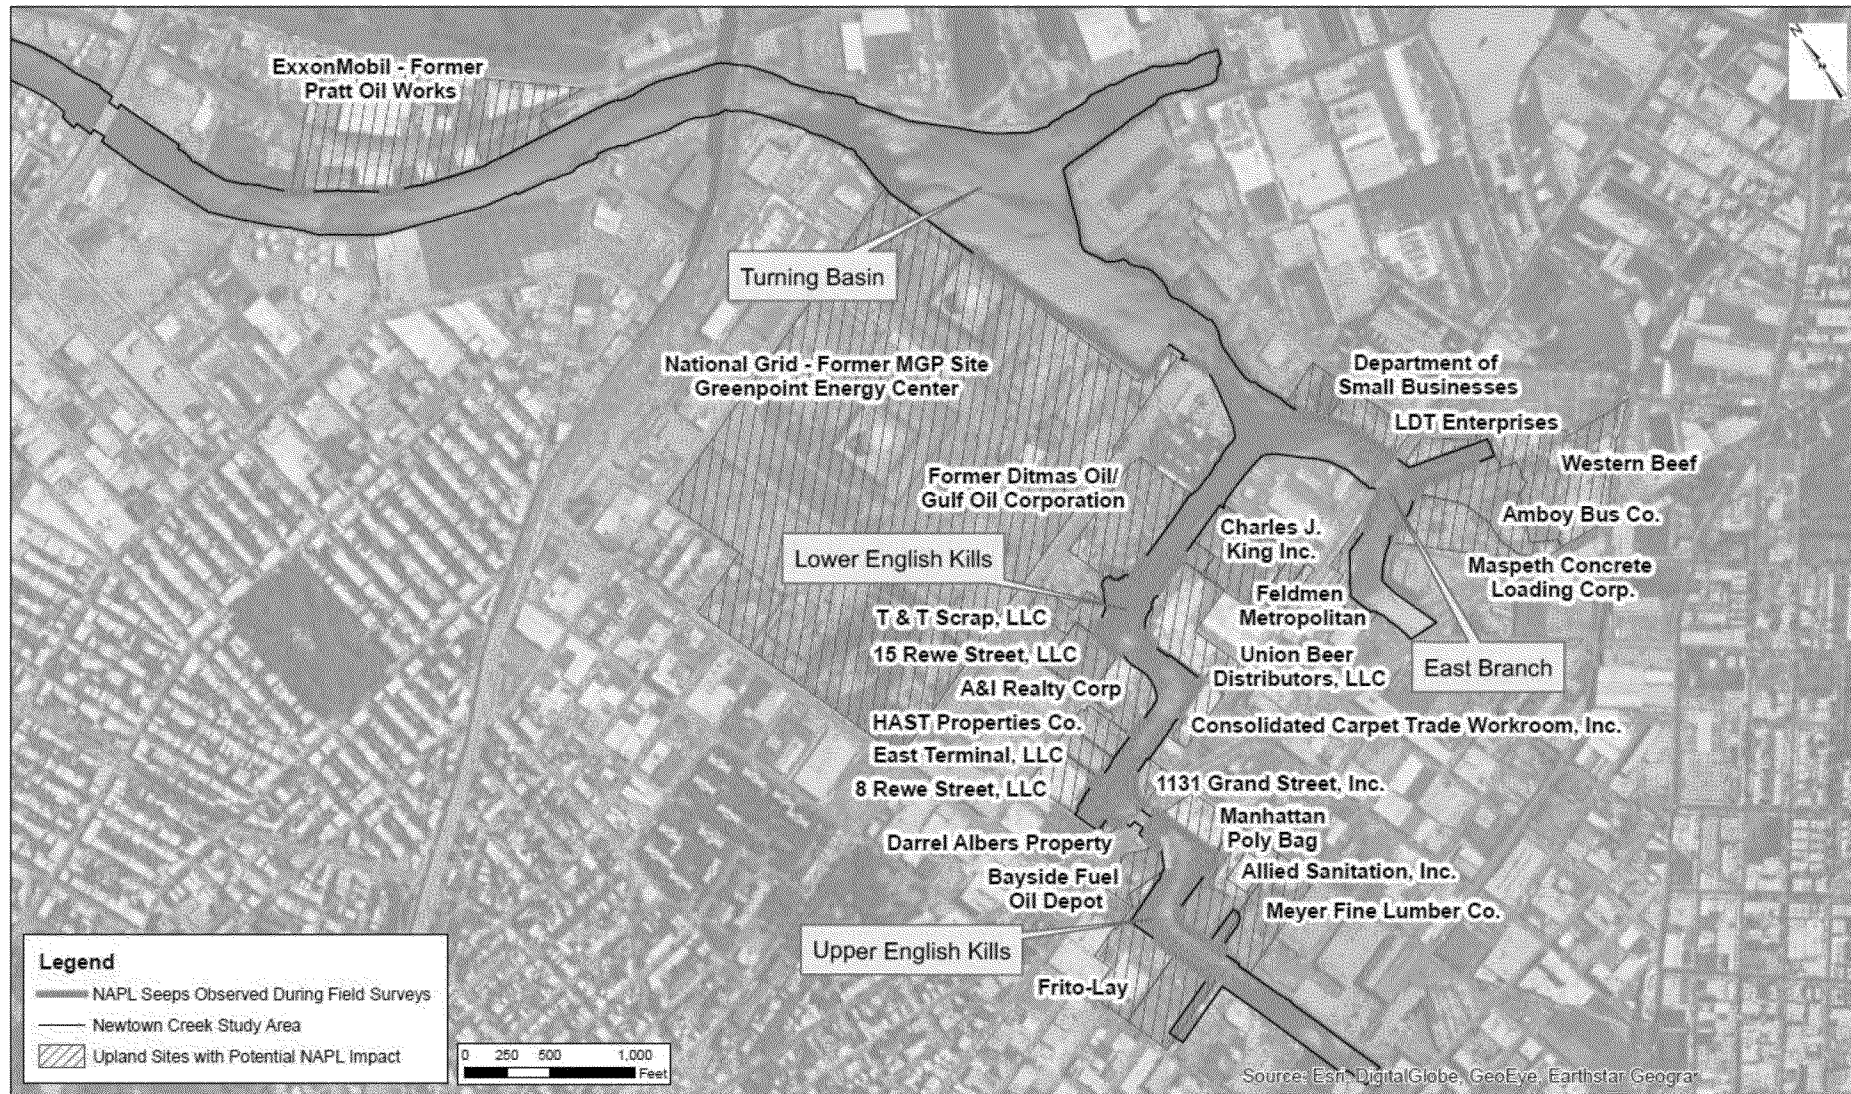 ExxonMobil - Former
Pratt Oil Works
N
Turning Basin
National Grid - Former MGP Site
Greenpoint Energy Center
Department of
Small Businesses
LDT Enterprises
Western Beef
Former Ditmas Oil/
Gulf Oil Corporation
Amboy Bus Co.
Charles J.
King Inc.
Lower English Kills
Maspeth Concrete
Loading Corp.
Feldmen
Metropolitan
T & T Scrap, LLC
15 Rewe Street, LLC
Union Beer
Distributors, LLC
East Branch
A&I Realty Corp
HAST Properties Co.
Consolidated Carpet Trade Workroom, Inc.
East Terminal, LLC
8 Rewe Street, LLC
1131 Grand Street, Inc.
Manhattan
Poly Bag
Darrel Albers Property
Allied Sanitation, Inc.
Bayside Fuel
Oil Depot
Meyer Fine Lumber Co.
Upper English Kills
Frito-Lay
Legend
NAPL Seeps Observed During Field Surveys
Newtown Creek Study Area
Upland Sites with Potential NAPL Impact
0 250 500 1,000
Feet
Source: Esri, DigitalGlobe, GeoEye, Earthstar Geograr